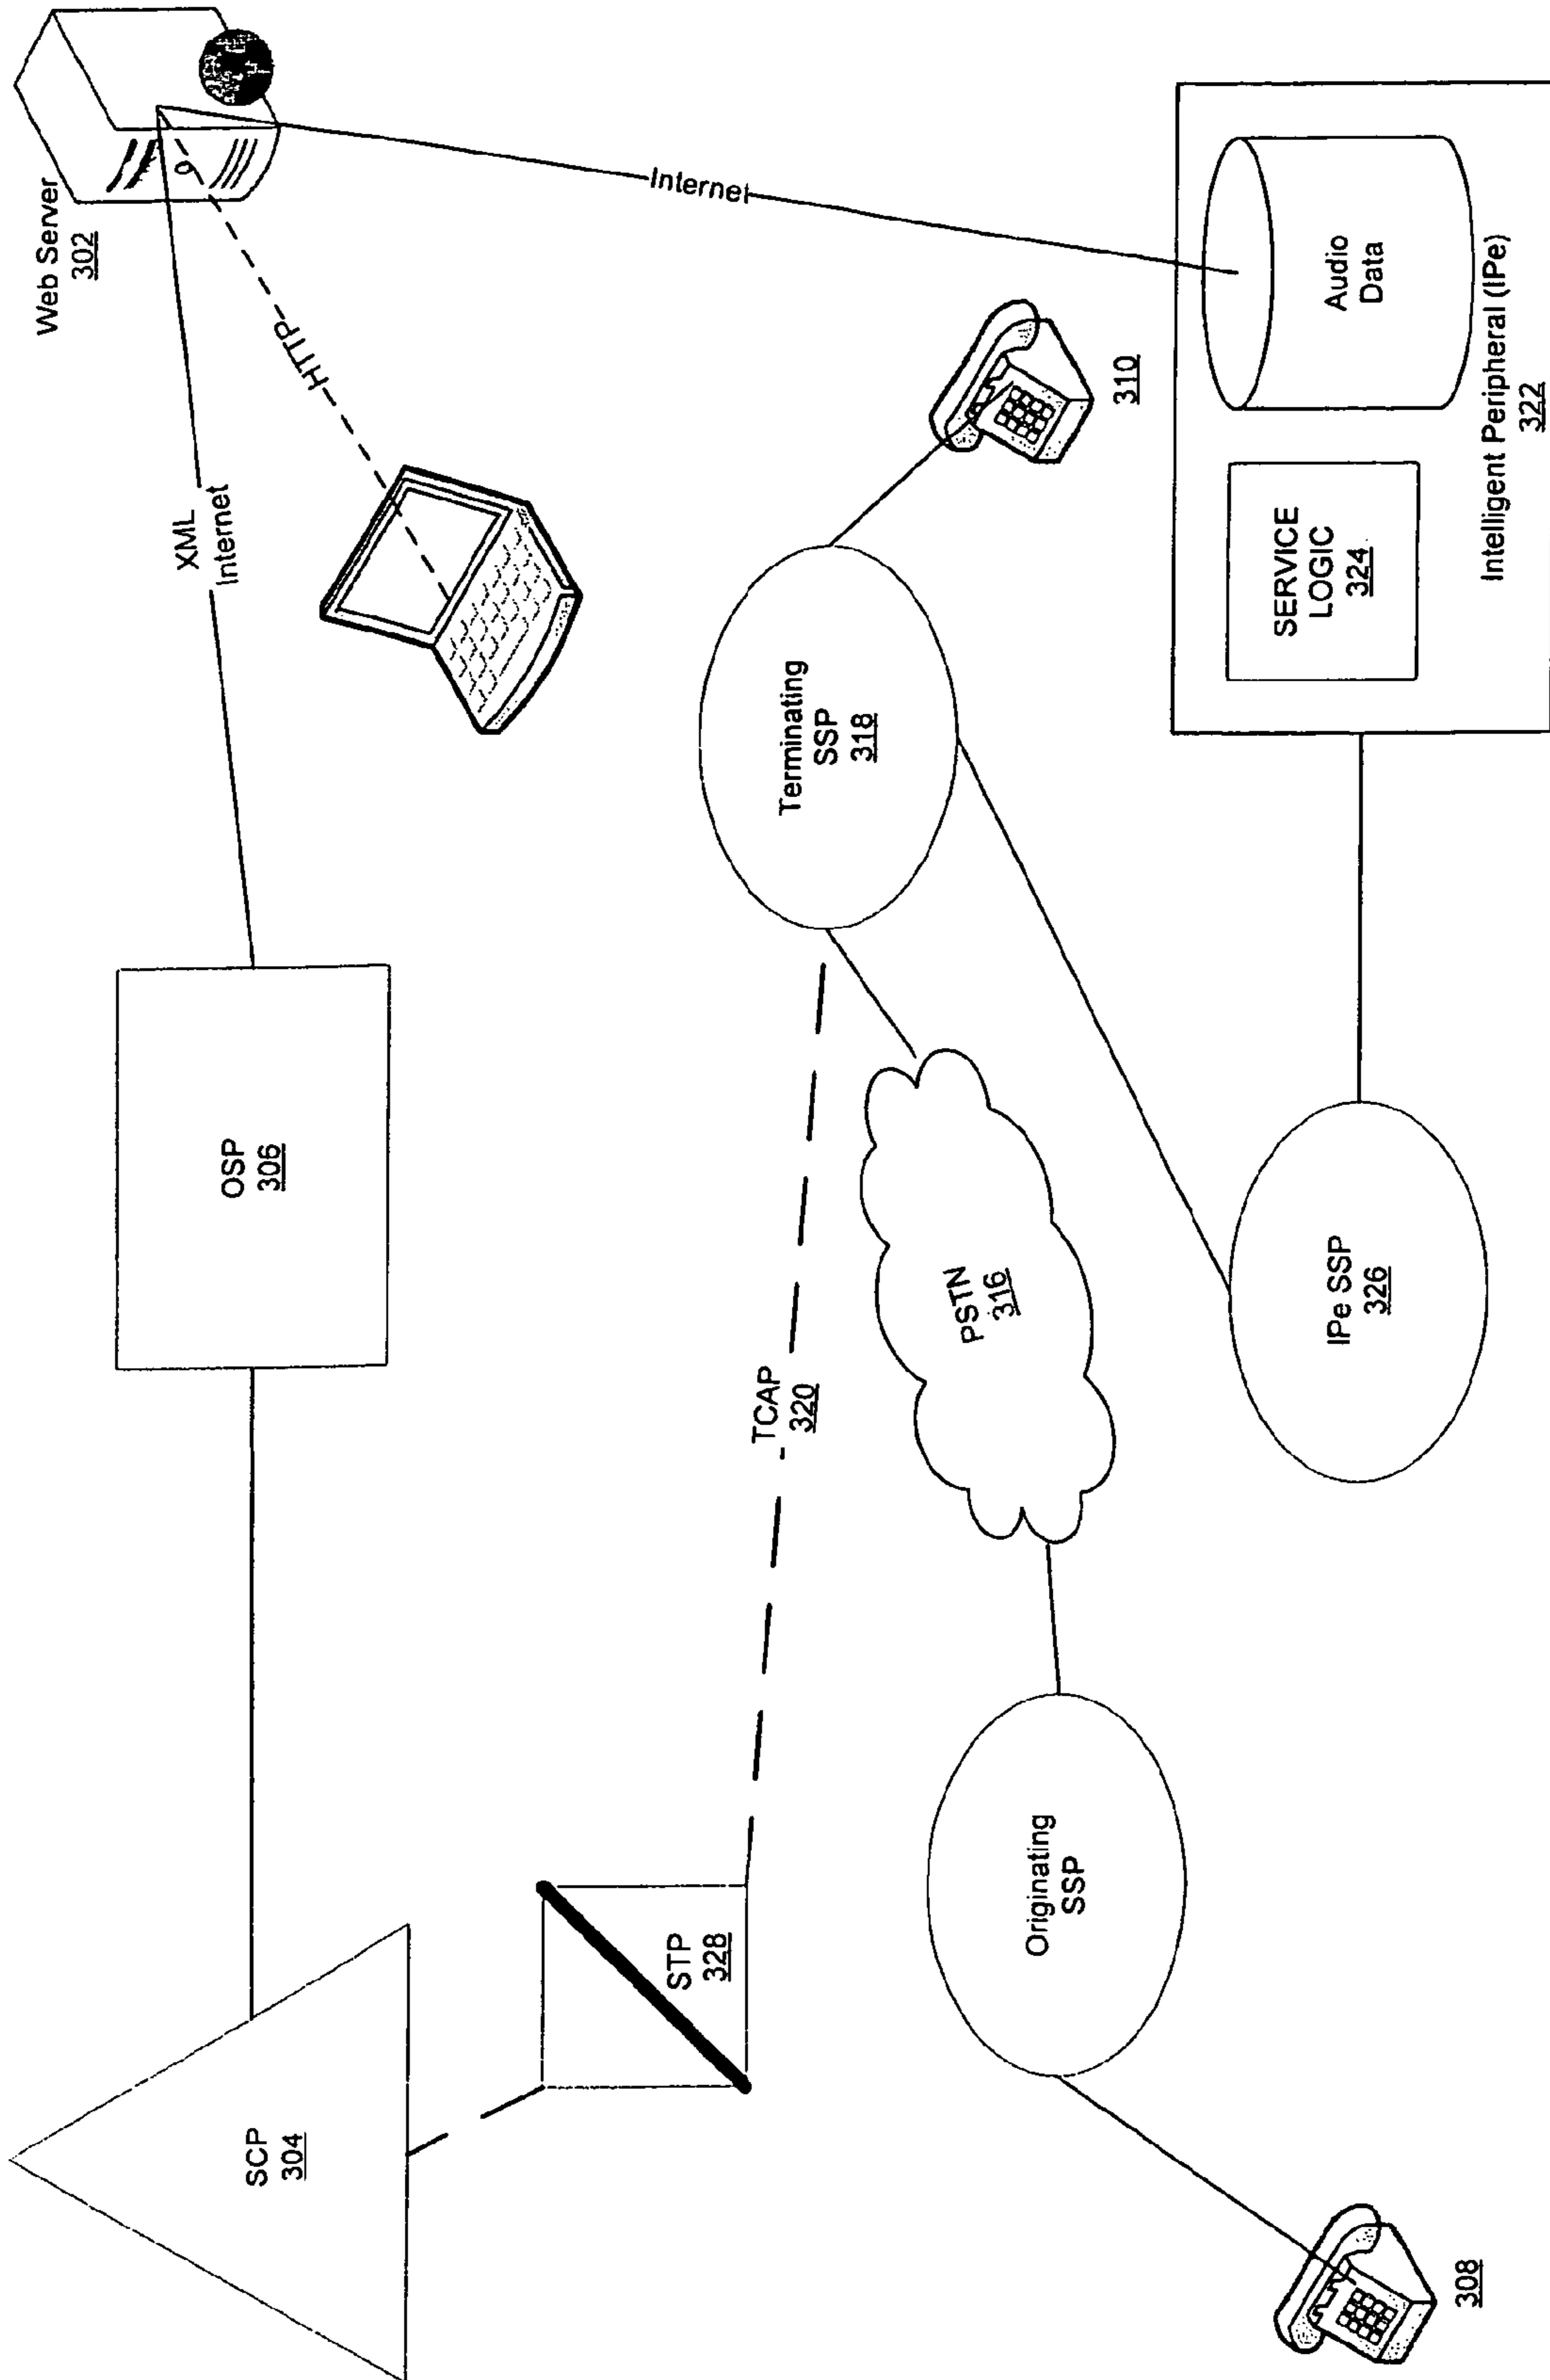 SCP
304
OSP
306
XML
Internet
Web Server
302
HTTP
STP
328
TCAP
320
Terminating
SSP
318
310
Internet
PSTN
316
Originating
SSP
308
IPe SSP
326
SERVICE
LOGIC
324
Audio
Data
Intelligent Peripheral (IPe)
322